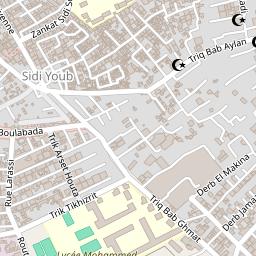 Zankat Sidi
Triq Bab Aylan
Sidi Youb
Boulabada
Rue Larassi
Trik Arset Houta
Derb El Makina
Trik Tikhizrit
Triq Bab Ghmat
Derb Jama
Rout
Lycée Mohammed